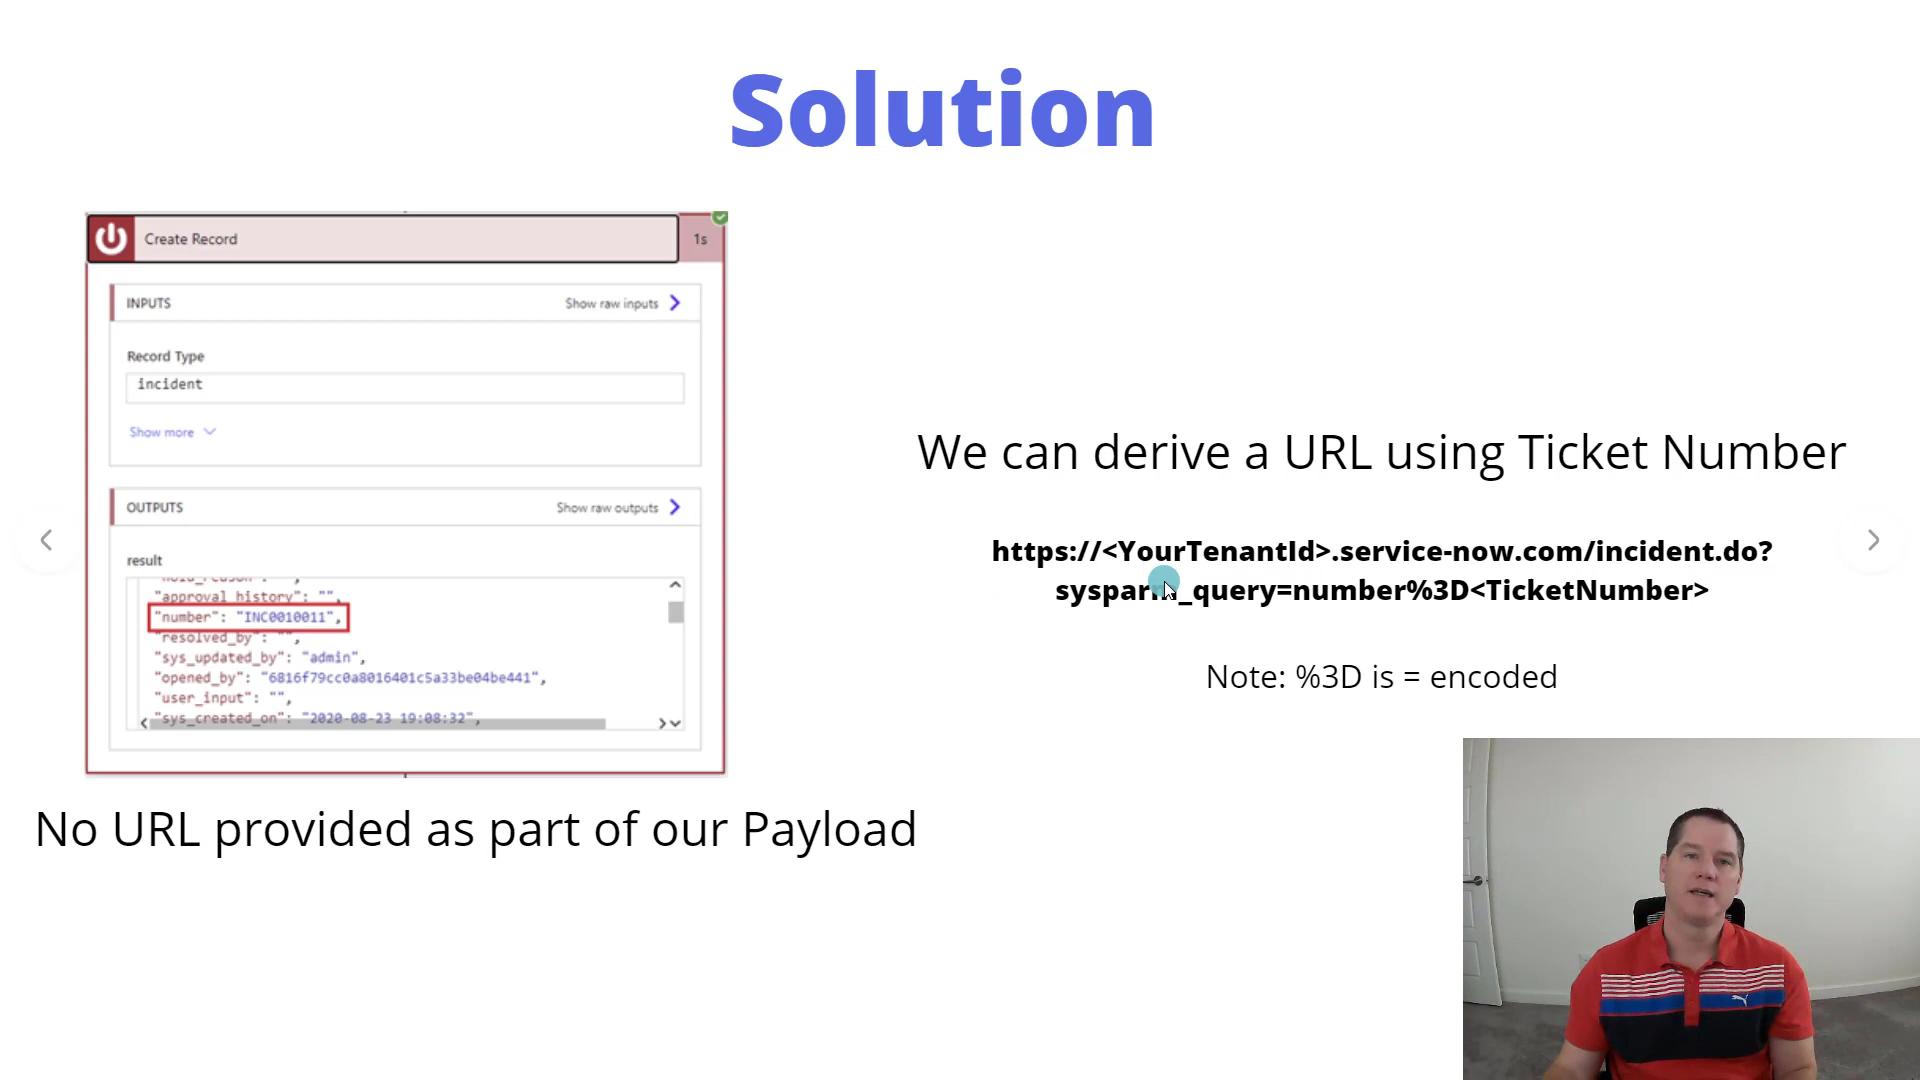 Solution
Create Record
1s
INPUTS
Show raw inputs
Record Type
incident
Show more
OUTPUTS
Show raw outputs
result
"approval_history": "",
"number": "INC0010011",
"resolved_by": "",
"sys_updated_by": "admin",
"opened_by": "6816f79cc0a8016401c5a33be04be441",
"user_input": "",
"sys_created_on": "2020-08-23 19:08:32",
No URL provided as part of our Payload
We can derive a URL using Ticket Number
https://<YourTenantId>.service-now.com/incident.do?
sysparm_query=number%3D<TicketNumber>
Note: %3D is = encoded